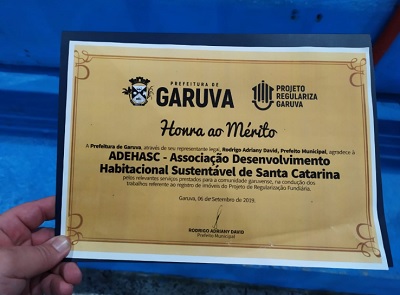 PREFEITURA DE
GARUVA
PROJETO
REGULARIZA
GARUVA
Honra ao Mérito
A Prefeitura de Garuva, através de seu representante legal, Rodrigo Adriany David, Prefeito Municipal, agradece à
ADEHASC - Associação Desenvolvimento
Habitacional Sustentável de Santa Catarina
pelos relevantes serviços prestados para a comunidade garuvense, na condução dos
trabalhos referente ao registro de imóveis do Projeto de Regularização Fundiária.
Garuva, 06 de Setembro de 2019.
RODRIGO ADRIANY DAVID
Prefeito Municipal